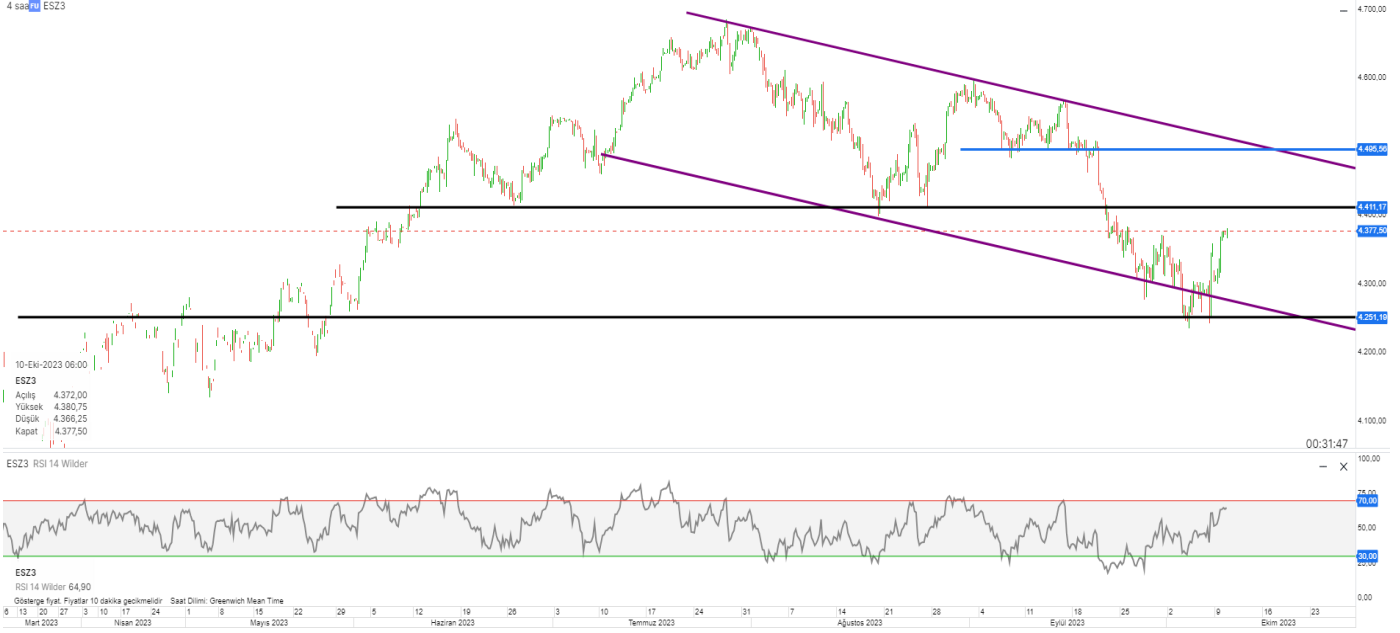 4 saa FU ESZ3
4.700,00
4.600,00
4.495,56
4.411,17
4.400,00
4.377,50
4.300,00
4.251,19
4.200,00
4.100,00
10-Eki-2023 06:00
ESZ3
Açılış 4.372,00
Yüksek 4.380,75
Düşük 4.366,25
Kapat 4.377,50
00:31:47
ESZ3 RSI 14 Wilder
100,00
75,00
70,00
50,00
30,00
25,00
0,00
ESZ3
RSI 14 Wilder 64,90
Gösterge fiyat. Fiyatlar 10 dakika gecikmelidir Saat Dilimi: Greenwich Mean Time
6 13 20 27 3 10 17 24 1 8 15 22 29 5 12 19 26 3 10 17 24 31 7 14 21 28 4 11 18 25 2 9 16 23
Mart 2023 Nisan 2023 Mayıs 2023 Haziran 2023 Temmuz 2023 Ağustos 2023 Eylül 2023 Ekim 2023